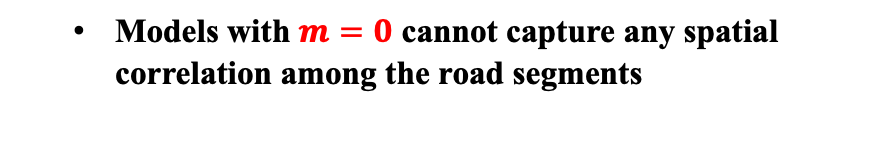 • Models with m = 0 cannot capture any spatial
correlation among the road segments